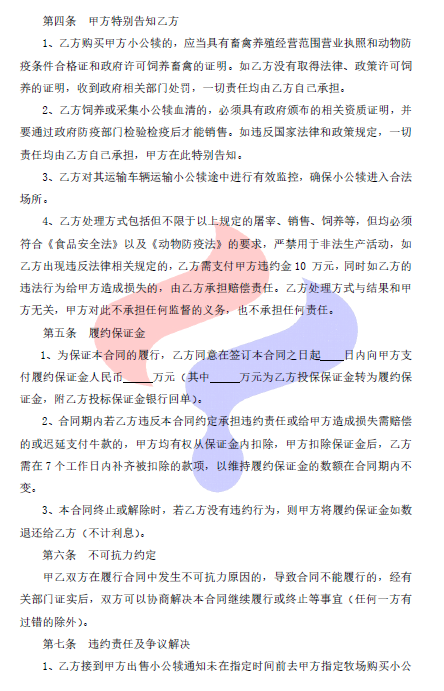 第四条　甲方特别告知乙方
1、乙方购买甲方小公犊的，应当具有畜禽养殖经营范围营业执照和动物防
疫条件合格证和政府许可饲养畜禽的证明。如乙方没有取得法律、政策许可饲
养的证明，收到政府相关部门处罚，一切责任均由乙方自己承担。
2、乙方饲养或采集小公犊血清的，必须具有政府颁布的相关资质证明，并
要通过政府防疫部门检验检疫后才能销售。如违反国家法律和政策规定，一切
责任均由乙方自己承担，甲方在此特别告知。
3、乙方对其运输车辆运输小公犊途中进行有效监控，确保小公犊进入合法
场所。
4、乙方处理方式包括但不限于以上规定的屠宰、销售、饲养等，但均必须
符合《食品安全法》以及《动物防疫法》的要求，严禁用于非法生产活动，如
乙方出现违反法律相关规定的，乙方需支付甲方违约金10 万元，同时如乙方的
违法行为给甲方造成损失的，由乙方承担赔偿责任。乙方处理方式与结果和甲
方无关，甲方对此不承担任何监督的义务，也不承担任何责任。
第五条　履约保证金
1、为保证本合同的履行，乙方同意在签订本合同之日起____日内向甲方支
付履约保证金人民币_____万元（其中_____万元为乙方投保保证金转为履约保
证金，附乙方投标保证金银行回单）。
2、合同期内若乙方违反本合同约定承担违约责任或给甲方造成损失需赔偿
的或迟延支付牛款的，甲方均有权从保证金内扣除，甲方扣除保证金后，乙方
需在 7 个工作日内补齐被扣除的款项，以维持履约保证金的数额在合同期内不
变。
3、本合同终止或解除时，若乙方没有违约行为，则甲方将履约保证金如数
退还给乙方（不计利息）。
第六条　不可抗力约定
甲乙双方在履行合同中发生不可抗力原因的，导致合同不能履行的，经有
关部门证实后，双方可以协商解决本合同继续履行或终止等事宜（任何一方有
过错的除外）。
第七条　违约责任及争议解决
1、乙方接到甲方出售小公犊通知未在指定时间前去甲方指定牧场购买小公